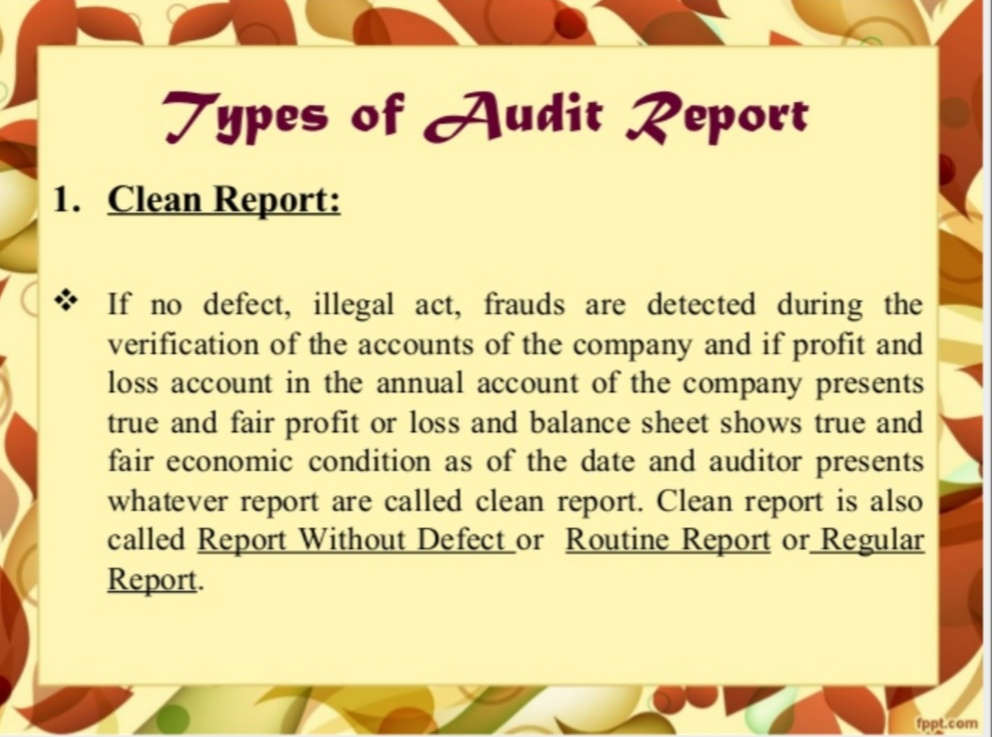 Types of Audit Report
1. Clean Report:
❖ If no defect, illegal act, frauds are detected during the
verification of the accounts of the company and if profit and
loss account in the annual account of the company presents
true and fair profit or loss and balance sheet shows true and
fair economic condition as of the date and auditor presents
whatever report are called clean report. Clean report is also
called Report Without Defect or Routine Report or Regular
Report.
fppt.com